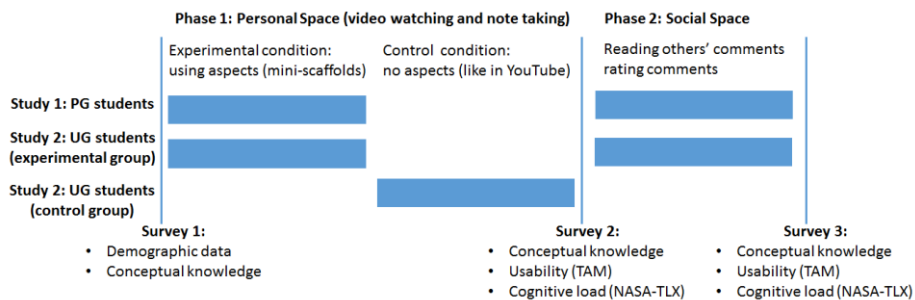 Phase 1: Personal Space (video watching and note taking)
Phase 2: Social Space
Experimental condition:
using aspects (mini-scaffolds)
Control condition:
no aspects (like in YouTube)
Reading others' comments
rating comments
Study 1: PG students
Study 2: UG students
(experimental group)
Study 2: UG students
(control group)
Survey 1:
• Demographic data
• Conceptual knowledge
Survey 2:
• Conceptual knowledge
• Usability (TAM)
• Cognitive load (NASA-TLX)
Survey 3:
• Conceptual knowledge
• Usability (TAM)
• Cognitive load (NASA-TLX)